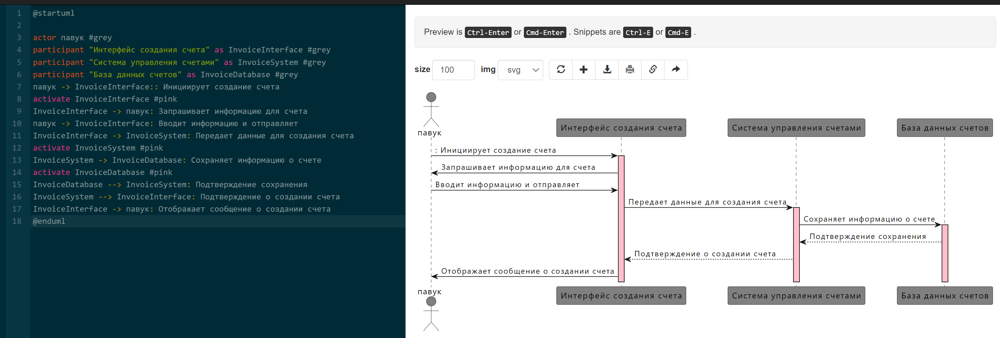 1 @startuml
2
3 actor павук #grey
4 participant "Интерфейс создания счета" as InvoiceInterface #grey
5 participant "Система управления счетами" as InvoiceSystem #grey
6 participant "База данных счетов" as InvoiceDatabase #grey
7 павук -> InvoiceInterface:: Инициирует создание счета
8 activate InvoiceInterface #pink
9 InvoiceInterface -> павук: Запрашивает информацию для счета
10 павук -> InvoiceInterface: Вводит информацию и отправляет
11 InvoiceInterface -> InvoiceSystem: Передает данные для создания счета
12 activate InvoiceSystem #pink
13 InvoiceSystem -> InvoiceDatabase: Сохраняет информацию о счете
14 activate InvoiceDatabase #pink
15 InvoiceDatabase --> InvoiceSystem: Подтверждение сохранения
16 InvoiceSystem --> InvoiceInterface: Подтверждение о создании счета
17 InvoiceInterface -> павук: Отображает сообщение о создании счета
18 @enduml
Preview is Ctrl-Enter or Cmd-Enter . Snippets are Ctrl-E or Cmd-E .
size 100 img svg
павук
Интерфейс создания счета
Система управления счетами
База данных счетов
: Инициирует создание счета
Запрашивает информацию для счета
Вводит информацию и отправляет
Передает данные для создания счета
Сохраняет информацию о счете
Подтверждение сохранения
Подтверждение о создании счета
Отображает сообщение о создании счета
павук
Интерфейс создания счета
Система управления счетами
База данных счетов